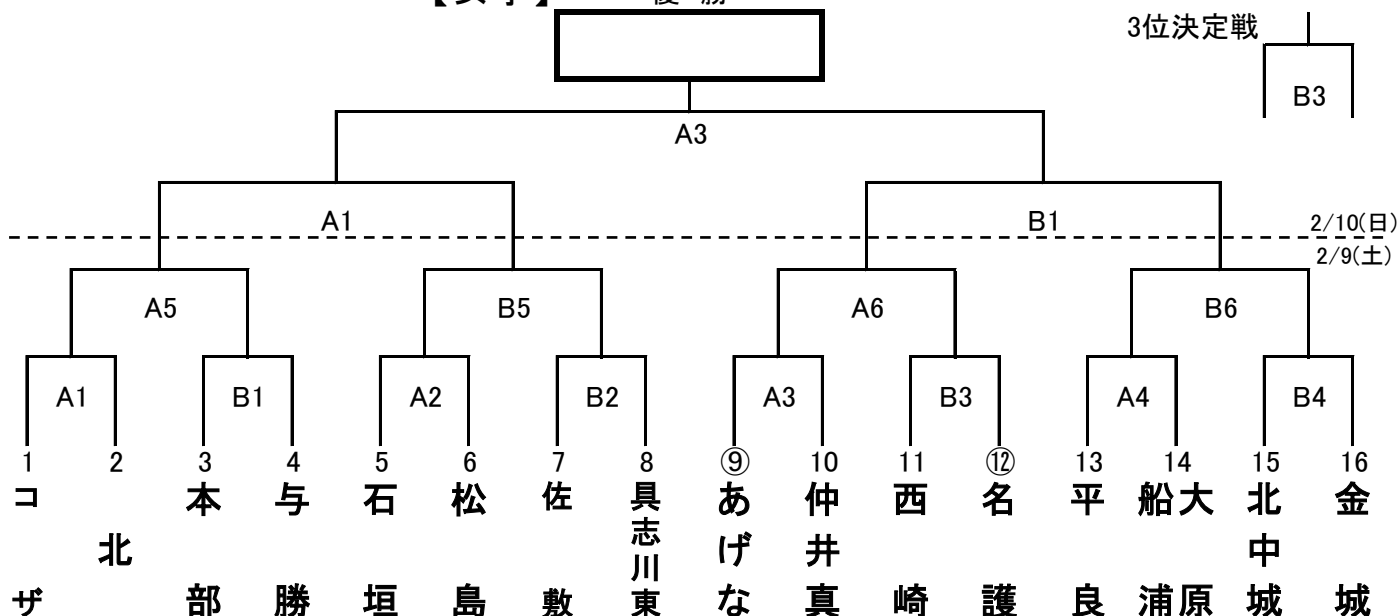 【女子】 優勝
3位決定戦
B3
A3
A1 B1 2/10(日)
2/9(土)
A5 B5 A6 B6
A1 B1 A2 B2 A3 B3 A4 B4
1 2 3 4 5 6 7 8 ⑨ 10 11 ⑫ 13 14 15 16
コザ
北
本部
与勝
石垣
松島
佐敷
具志川東
あげな
仲井真
西崎
名護
平良
船浦
大原
北中城
金城